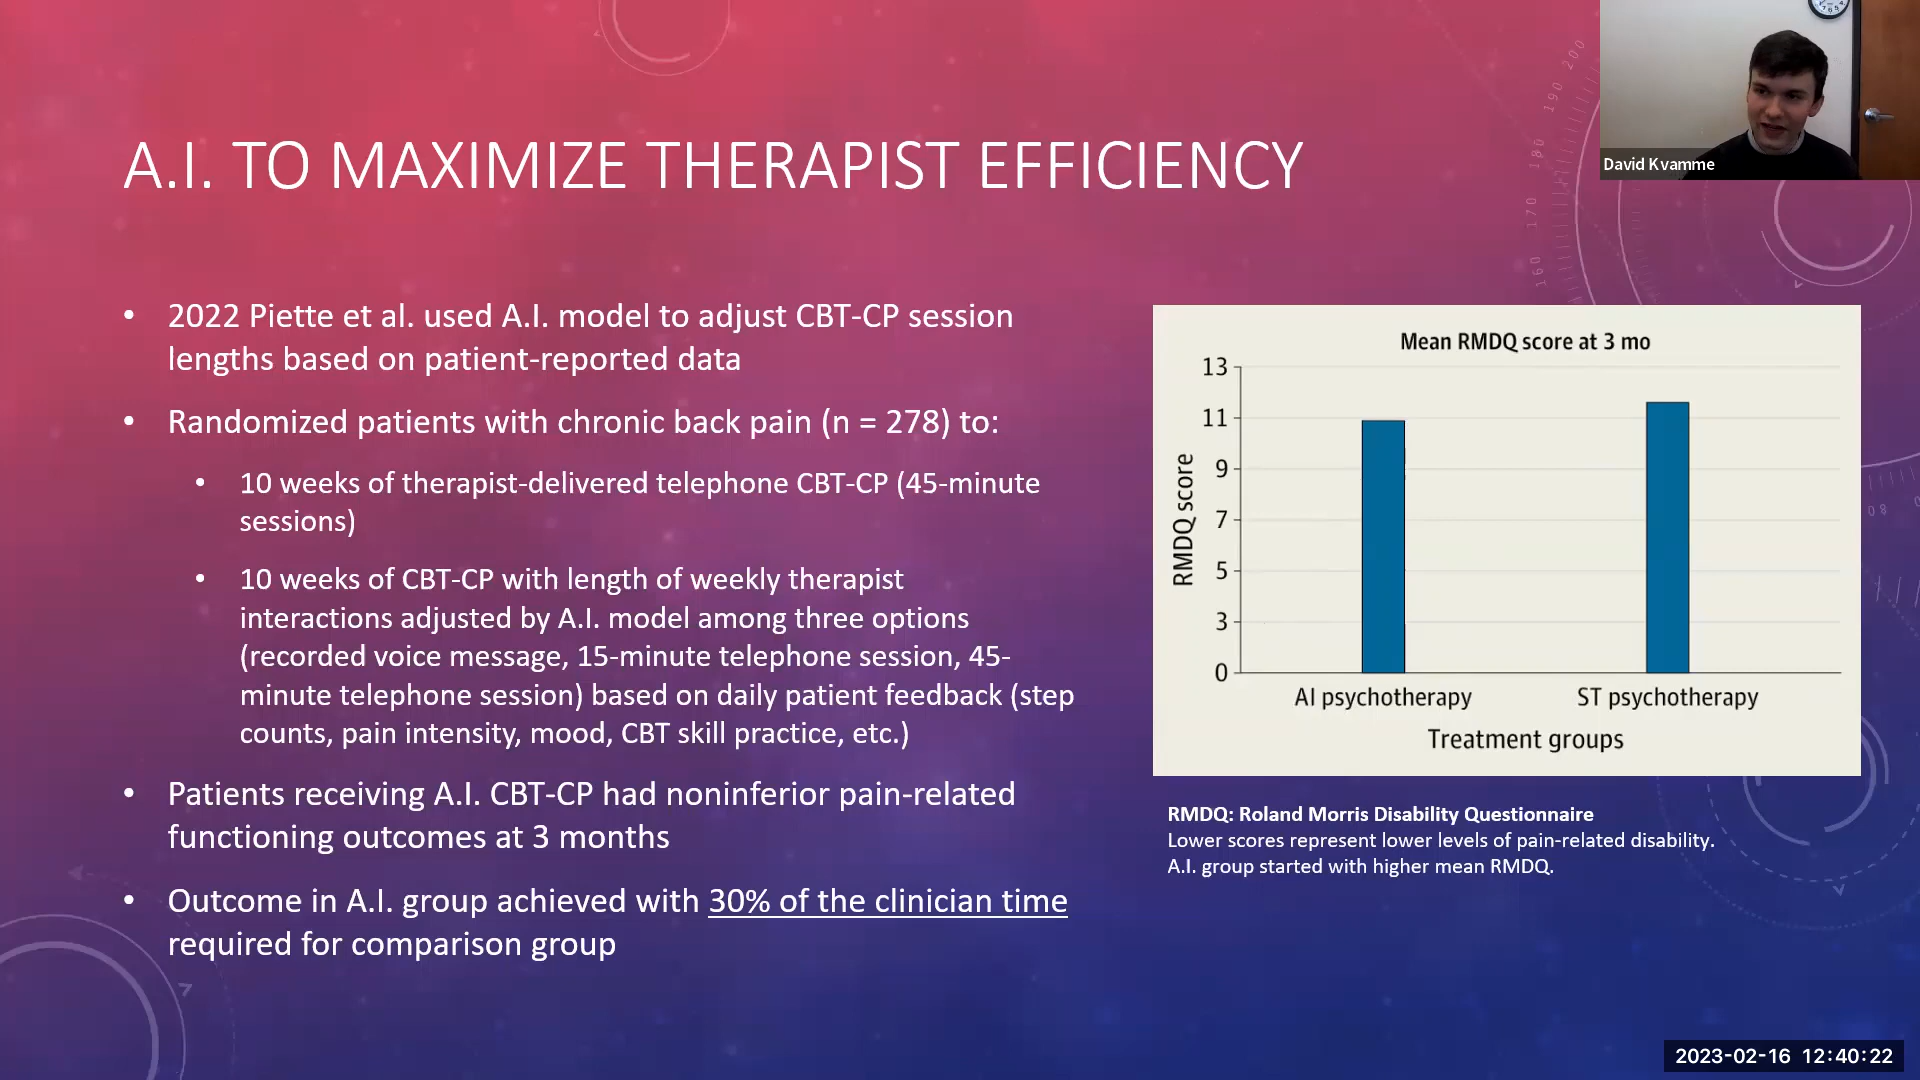 A.I. TO MAXIMIZE THERAPIST EFFICIENCY
David Kvamme
• 2022 Piette et al. used A.I. model to adjust CBT-CP session
lengths based on patient-reported data
• Randomized patients with chronic back pain (n = 278) to:
• 10 weeks of therapist-delivered telephone CBT-CP (45-minute
sessions)
• 10 weeks of CBT-CP with length of weekly therapist
interactions adjusted by A.I. model among three options
(recorded voice message, 15-minute telephone session, 45-
minute telephone session) based on daily patient feedback (step
counts, pain intensity, mood, CBT skill practice, etc.)
• Patients receiving A.I. CBT-CP had noninferior pain-related
functioning outcomes at 3 months
• Outcome in A.I. group achieved with 30% of the clinician time
required for comparison group
Mean RMDQ score at 3 mo
RMDQ score
13
11
9
7
5
3
0
AI psychotherapy
ST psychotherapy
Treatment groups
RMDQ: Roland Morris Disability Questionnaire
Lower scores represent lower levels of pain-related disability.
A.I. group started with higher mean RMDQ.
200
190
180
170
160
2023-02-16 12:40:22